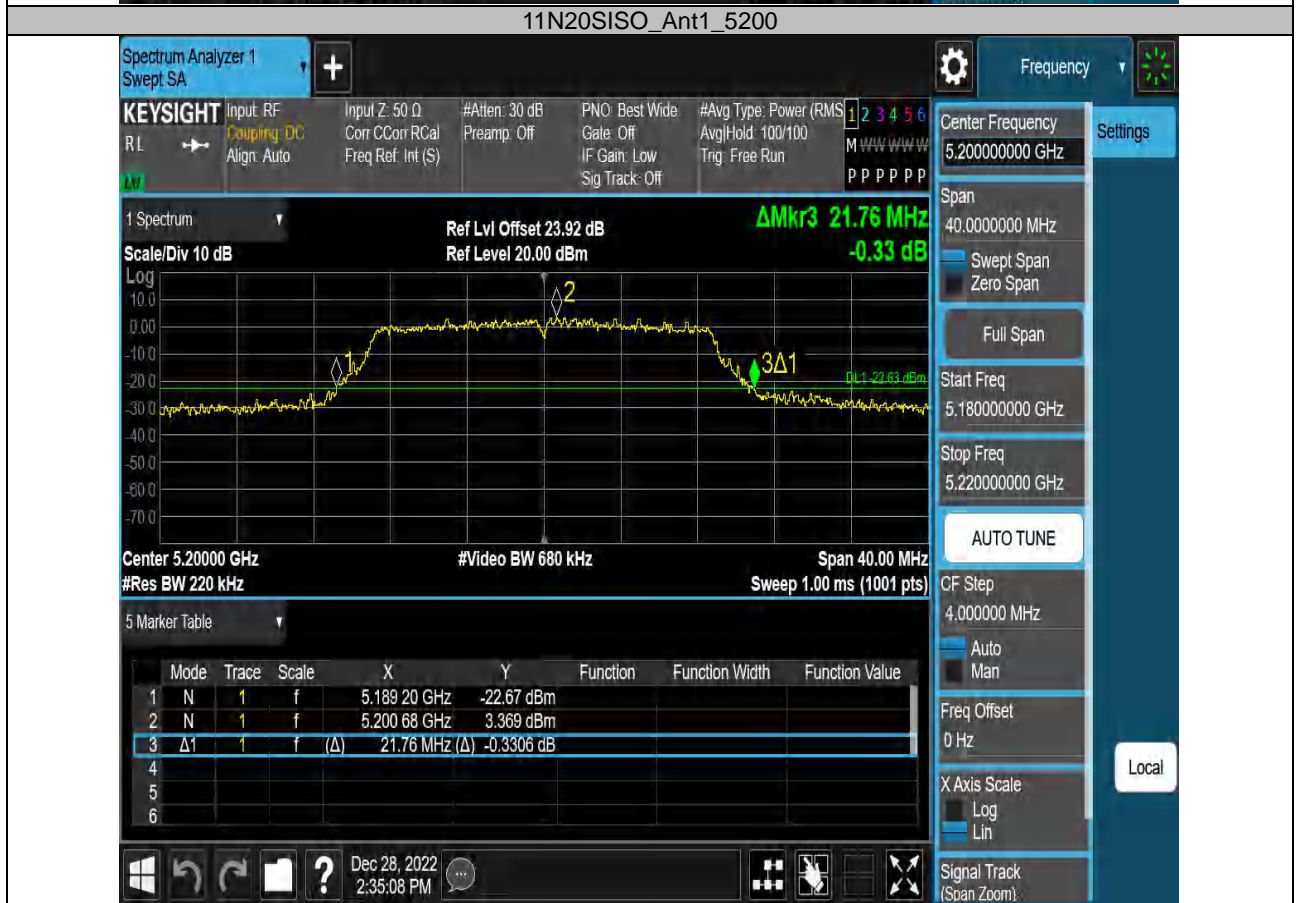 11N20SISO_Ant1_5200
Spectrum Analyzer 1
Swept SA
+
Frequency
KEYSIGHT
RL
Input: RF
Coupling: DC
Align: Auto
Input Z: 50 Ω
Corr CCorr RCal
Freq Ref: Int (S)
#Atten: 30 dB
Preamp: Off
PNO: Best Wide
Gate: Off
IF Gain: Low
Sig Track: Off
#Avg Type: Power (RMS
Avg|Hold: 100/100
Trig: Free Run
1 2 3 4 5 6
M W W W W W
P P P P P P
Center Frequency
5.200000000 GHz
Settings
Span
40.0000000 MHz
Swept Span
Zero Span
Full Span
Start Freq
5.180000000 GHz
Stop Freq
5.220000000 GHz
AUTO TUNE
CF Step
4.000000 MHz
Auto
Man
Freq Offset
0 Hz
X Axis Scale
Log
Lin
Signal Track
(Span Zoom)
Local
1 Spectrum
Scale/Div 10 dB
Ref Lvl Offset 23.92 dB
Ref Level 20.00 dBm
ΔMkr3 21.76 MHz
-0.33 dB
Log
10.0
0.00
-10.0
-20.0
-30.0
-40.0
-50.0
-60.0
-70.0
1
2
3Δ1
DL1 -22.63 dBm
Center 5.20000 GHz
#Video BW 680 kHz
Span 40.00 MHz
#Res BW 220 kHz
Sweep 1.00 ms (1001 pts)
5 Marker Table
Mode Trace Scale X Y Function Function Width Function Value
1 N 1 f 5.189 20 GHz -22.67 dBm
2 N 1 f 5.200 68 GHz 3.369 dBm
3 Δ1 1 f (Δ) 21.76 MHz (Δ) -0.3306 dB
4
5
6
?
Dec 28, 2022
2:35:08 PM